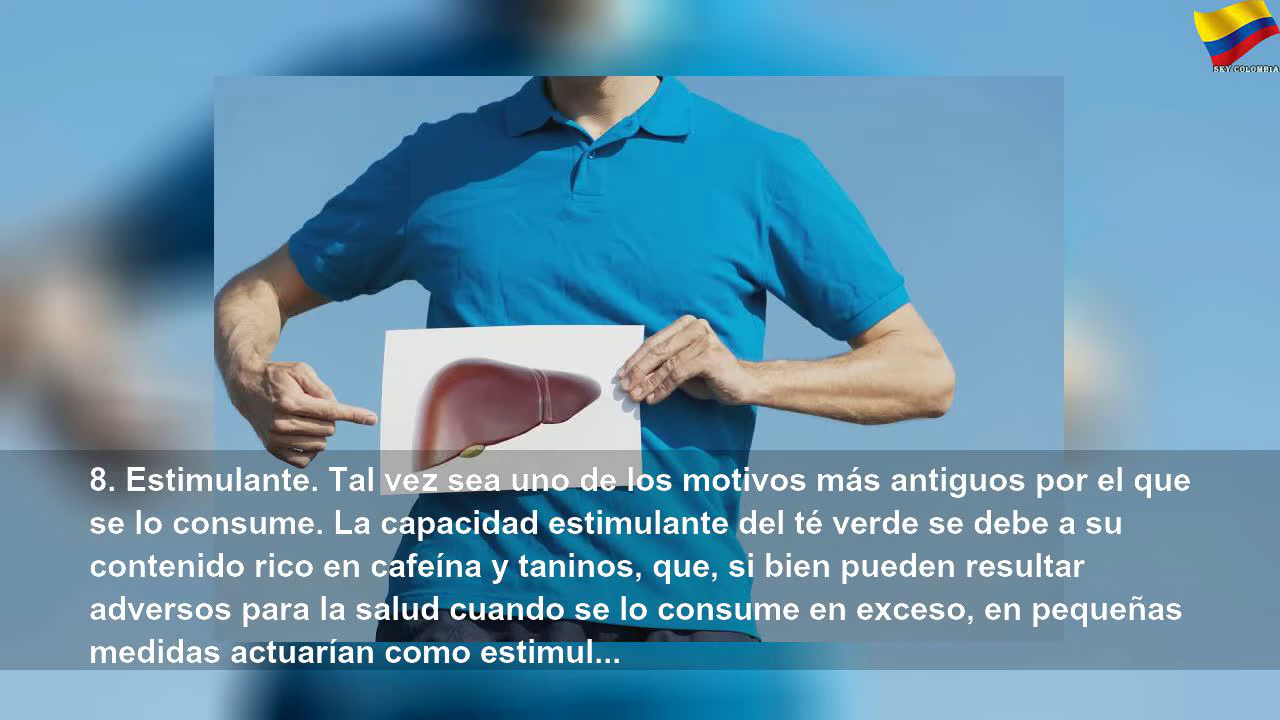 SKY COLOMBIA
8. Estimulante. Tal vez sea uno de los motivos más antiguos por el que
se lo consume. La capacidad estimulante del té verde se debe a su
contenido rico en cafeína y taninos, que, si bien pueden resultar
adversos para la salud cuando se lo consume en exceso, en pequeñas
medidas actuarían como estimul...